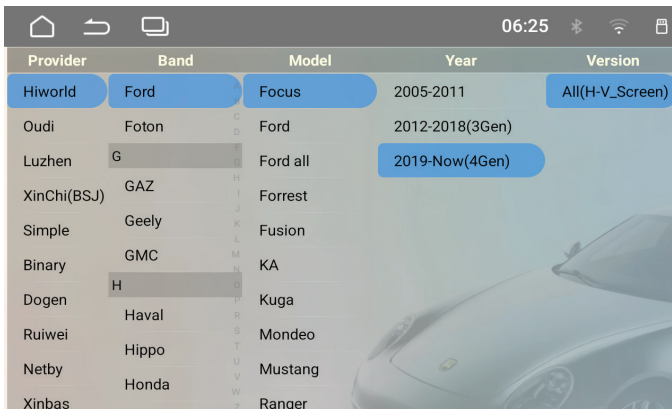 06:25
Provider Band Model Year Version
Hiworld Ford Focus 2005-2011 All(H-V_Screen)
Oudi Foton Ford 2012-2018(3Gen)
Luzhen G Ford all 2019-Now(4Gen)
XinChi(BSJ) GAZ Forrest
Simple Geely Fusion
Binary GMC KA
Dogen H Kuga
Ruiwei Haval Mondeo
Netby Hippo Mustang
Xinbas Honda Ranger
C
D
F
G
H
I
J
K
L
M
N
O
P
R
S
T
U
V
W
Z